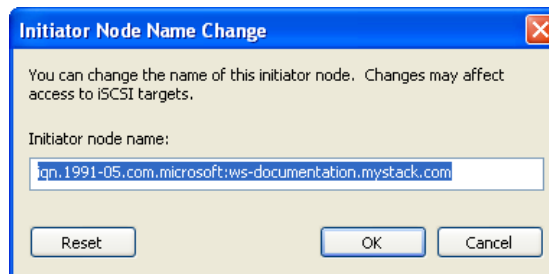 Initiator Node Name Change
You can change the name of this initiator node. Changes may affect
access to iSCSI targets.
Initiator node name:
iqn.1991-05.com.microsoft:ws-documentation.mystack.com
Reset
OK
Cancel